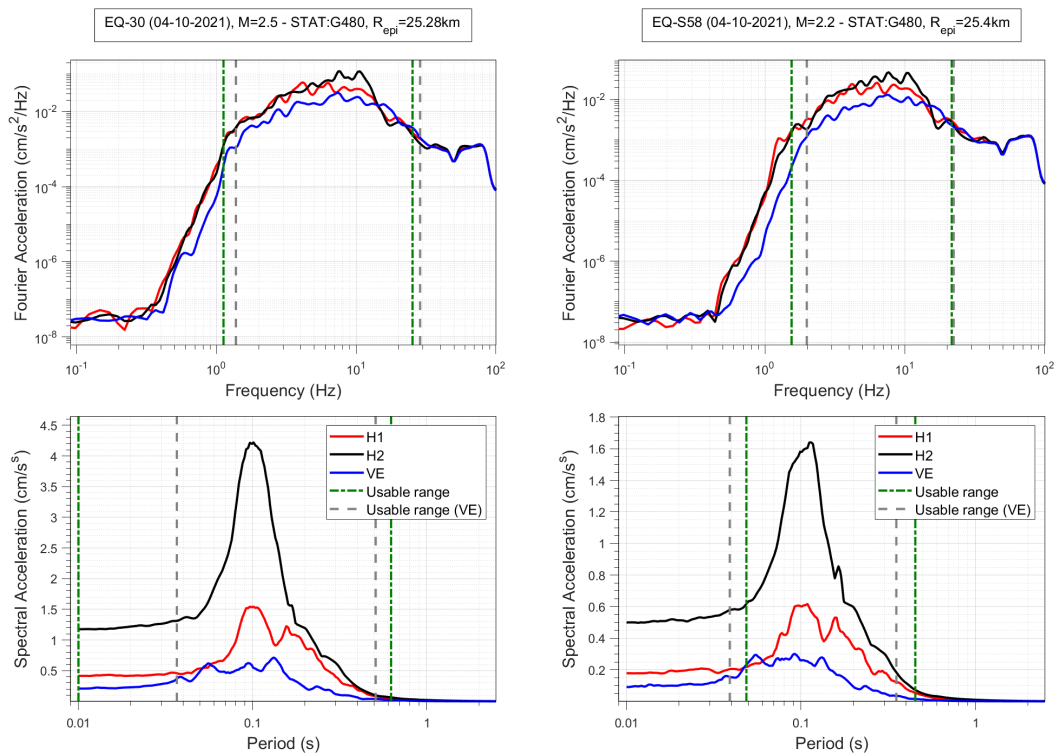 EQ-30 (04-10-2021), M=2.5 - STAT:G480, R_epi=25.28km
EQ-S58 (04-10-2021), M=2.2 - STAT:G480, R_epi=25.4km
Fourier Acceleration (cm/s²/Hz)
10⁻²
10⁻⁴
10⁻⁶
10⁻⁸
10⁻¹
10⁰
10¹
10²
Frequency (Hz)
Fourier Acceleration (cm/s²/Hz)
10⁻²
10⁻⁴
10⁻⁶
10⁻⁸
10⁻¹
10⁰
10¹
10²
Frequency (Hz)
Spectral Acceleration (cm/sˢ)
4.5
4
3.5
3
2.5
2
1.5
1
0.5
H1
H2
VE
Usable range
Usable range (VE)
0.01
0.1
1
Period (s)
Spectral Acceleration (cm/sˢ)
1.8
1.6
1.4
1.2
1
0.8
0.6
0.4
0.2
H1
H2
VE
Usable range
Usable range (VE)
0.01
0.1
1
Period (s)